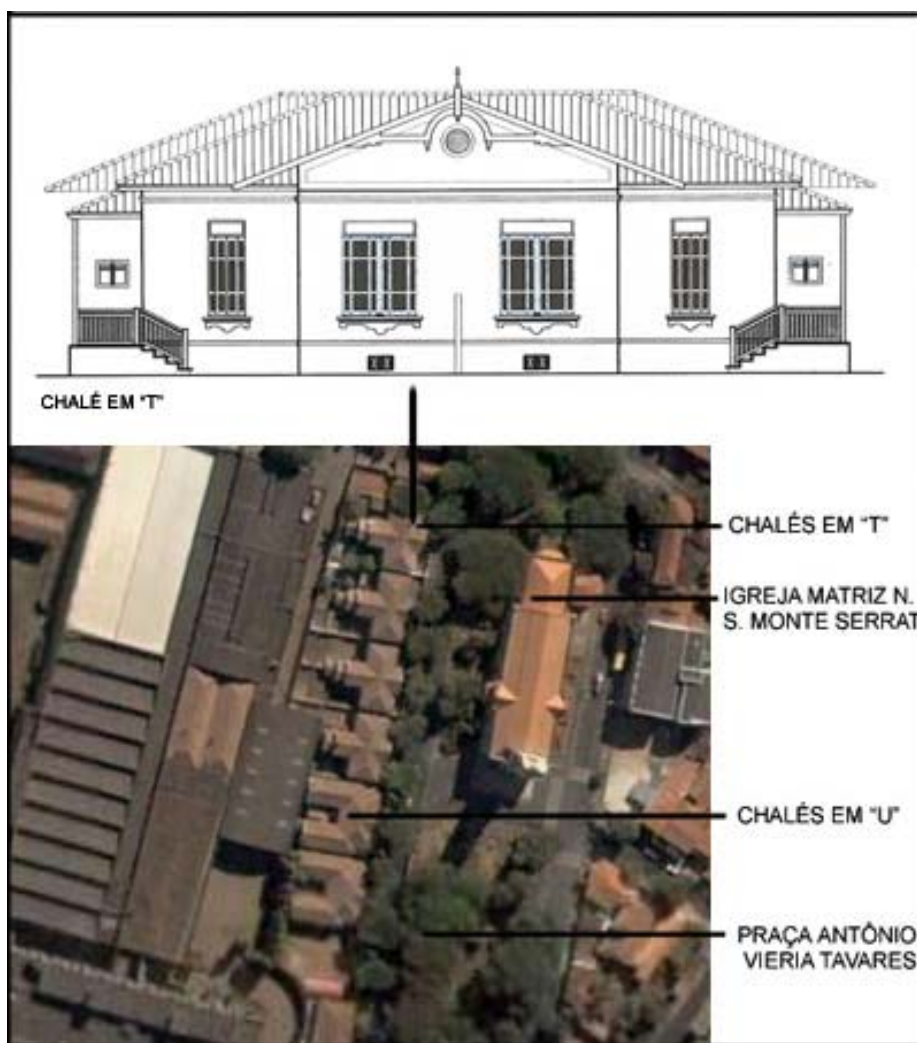 CHALÉ EM "T"
CHALÉS EM "T"
IGREJA MATRIZ N.
S. MONTE SERRAT
CHALÉS EM "U"
PRAÇA ANTÔNIO
VIERIA TAVARES